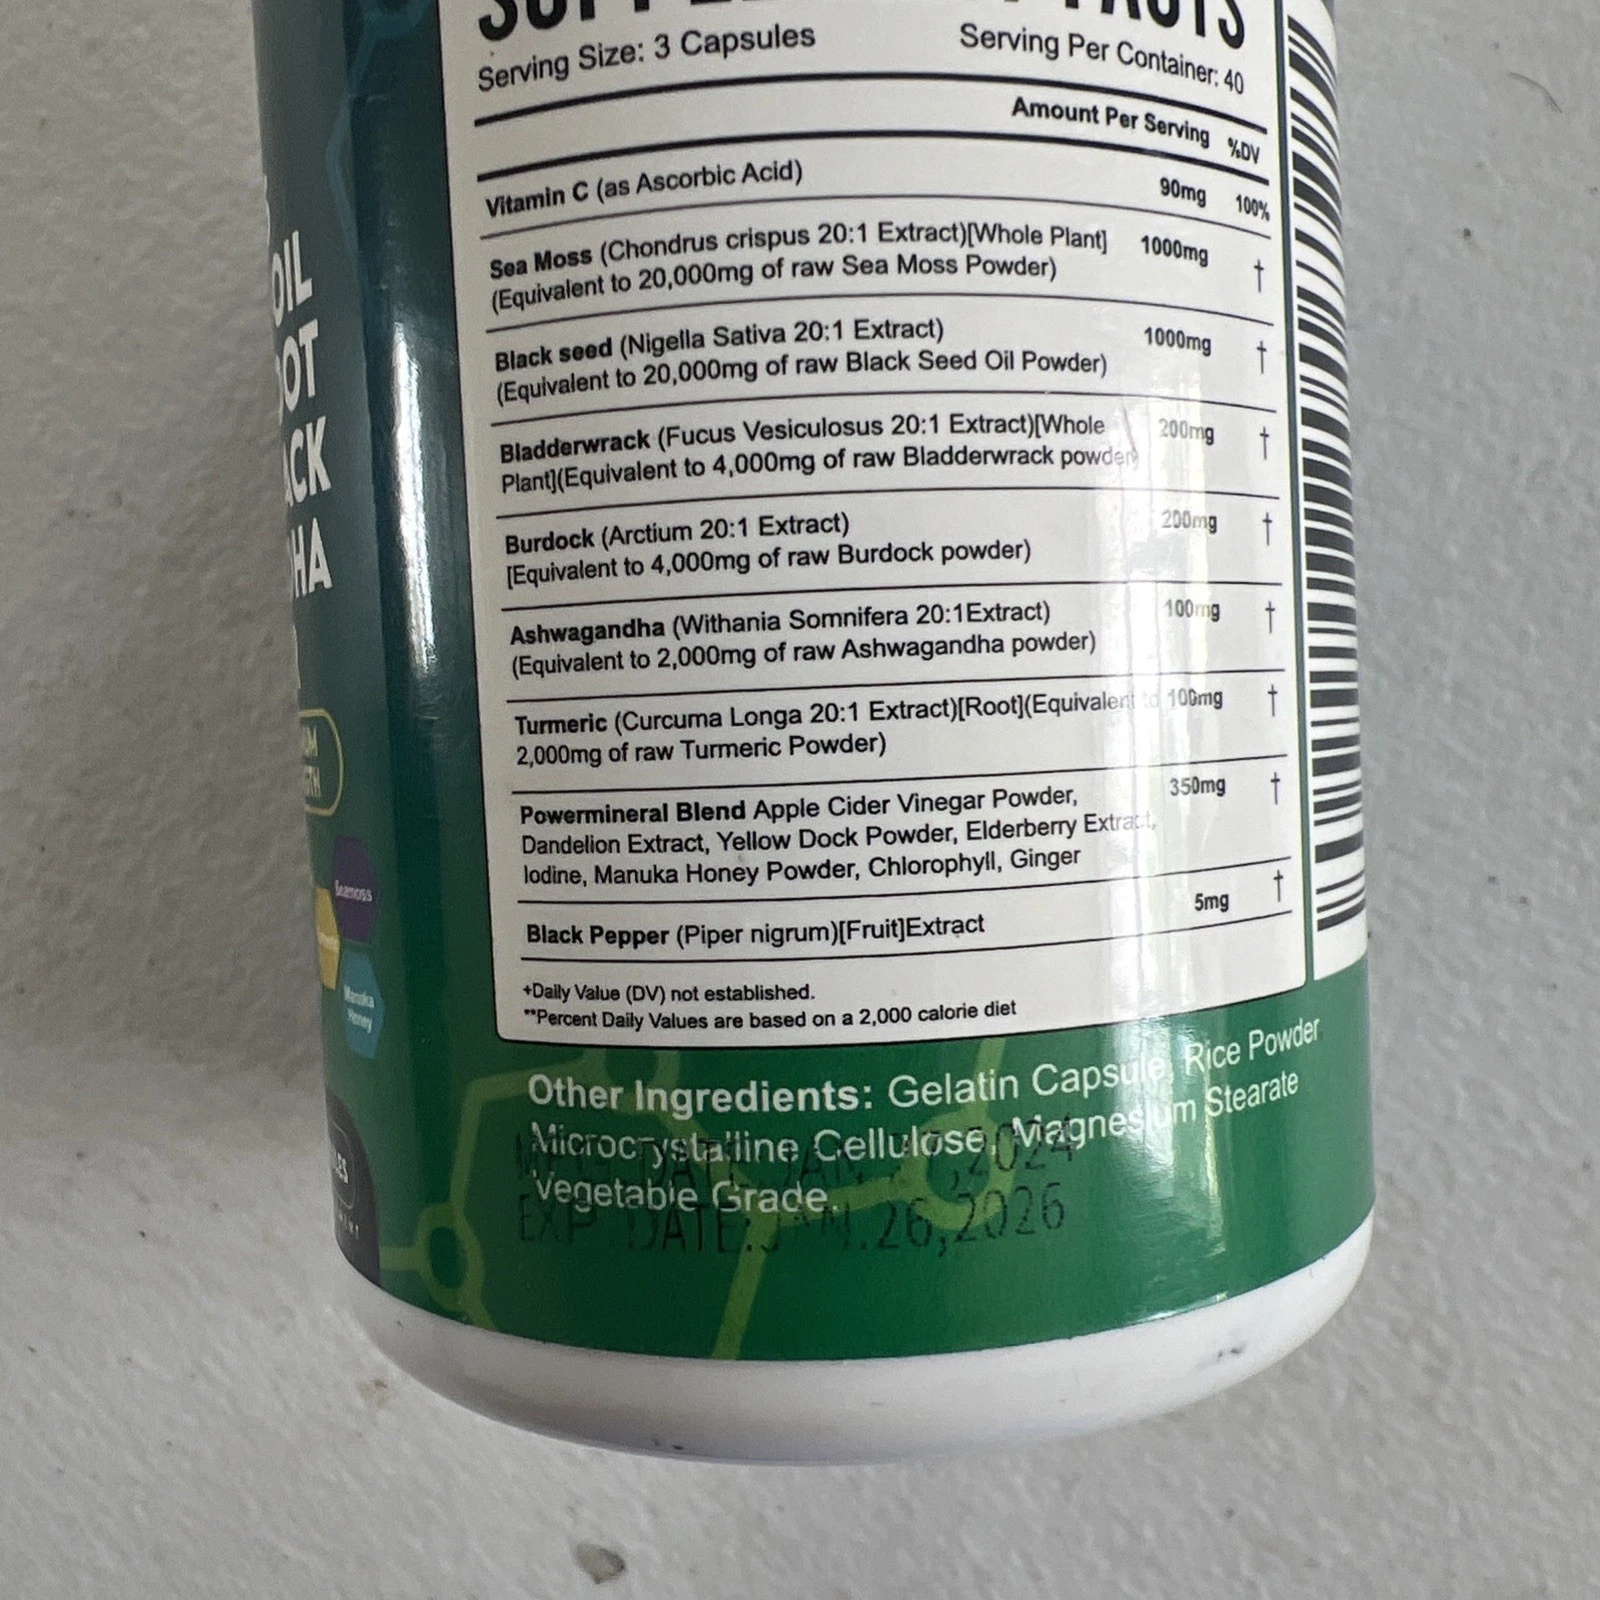 SUPPLEMENT FACTS
Serving Size: 3 Capsules
Serving Per Container: 40
Amount Per Serving %DV
Vitamin C (as Ascorbic Acid) 90mg 100%
Sea Moss (Chondrus crispus 20:1 Extract)[Whole Plant] 1000mg †
(Equivalent to 20,000mg of raw Sea Moss Powder)
Black seed (Nigella Sativa 20:1 Extract) 1000mg †
(Equivalent to 20,000mg of raw Black Seed Oil Powder)
Bladderwrack (Fucus Vesiculosus 20:1 Extract)[Whole 200mg †
Plant](Equivalent to 4,000mg of raw Bladderwrack powder)
Burdock (Arctium 20:1 Extract) 200mg †
[Equivalent to 4,000mg of raw Burdock powder)
Ashwagandha (Withania Somnifera 20:1Extract) 100mg †
(Equivalent to 2,000mg of raw Ashwagandha powder)
Turmeric (Curcuma Longa 20:1 Extract)[Root](Equivalent to 100mg †
2,000mg of raw Turmeric Powder)
Powermineral Blend Apple Cider Vinegar Powder, 350mg †
Dandelion Extract, Yellow Dock Powder, Elderberry Extract,
Iodine, Manuka Honey Powder, Chlorophyll, Ginger
Black Pepper (Piper nigrum)[Fruit]Extract 5mg †
+Daily Value (DV) not established.
**Percent Daily Values are based on a 2,000 calorie diet
Other Ingredients: Gelatin Capsule, Rice Powder
Microcrystalline Cellulose, Magnesium Stearate
Vegetable Grade.
DATE JAN ,2024
EXP DATE:JAN.26,2026
OIL
Seamoss
Manuka
Honey